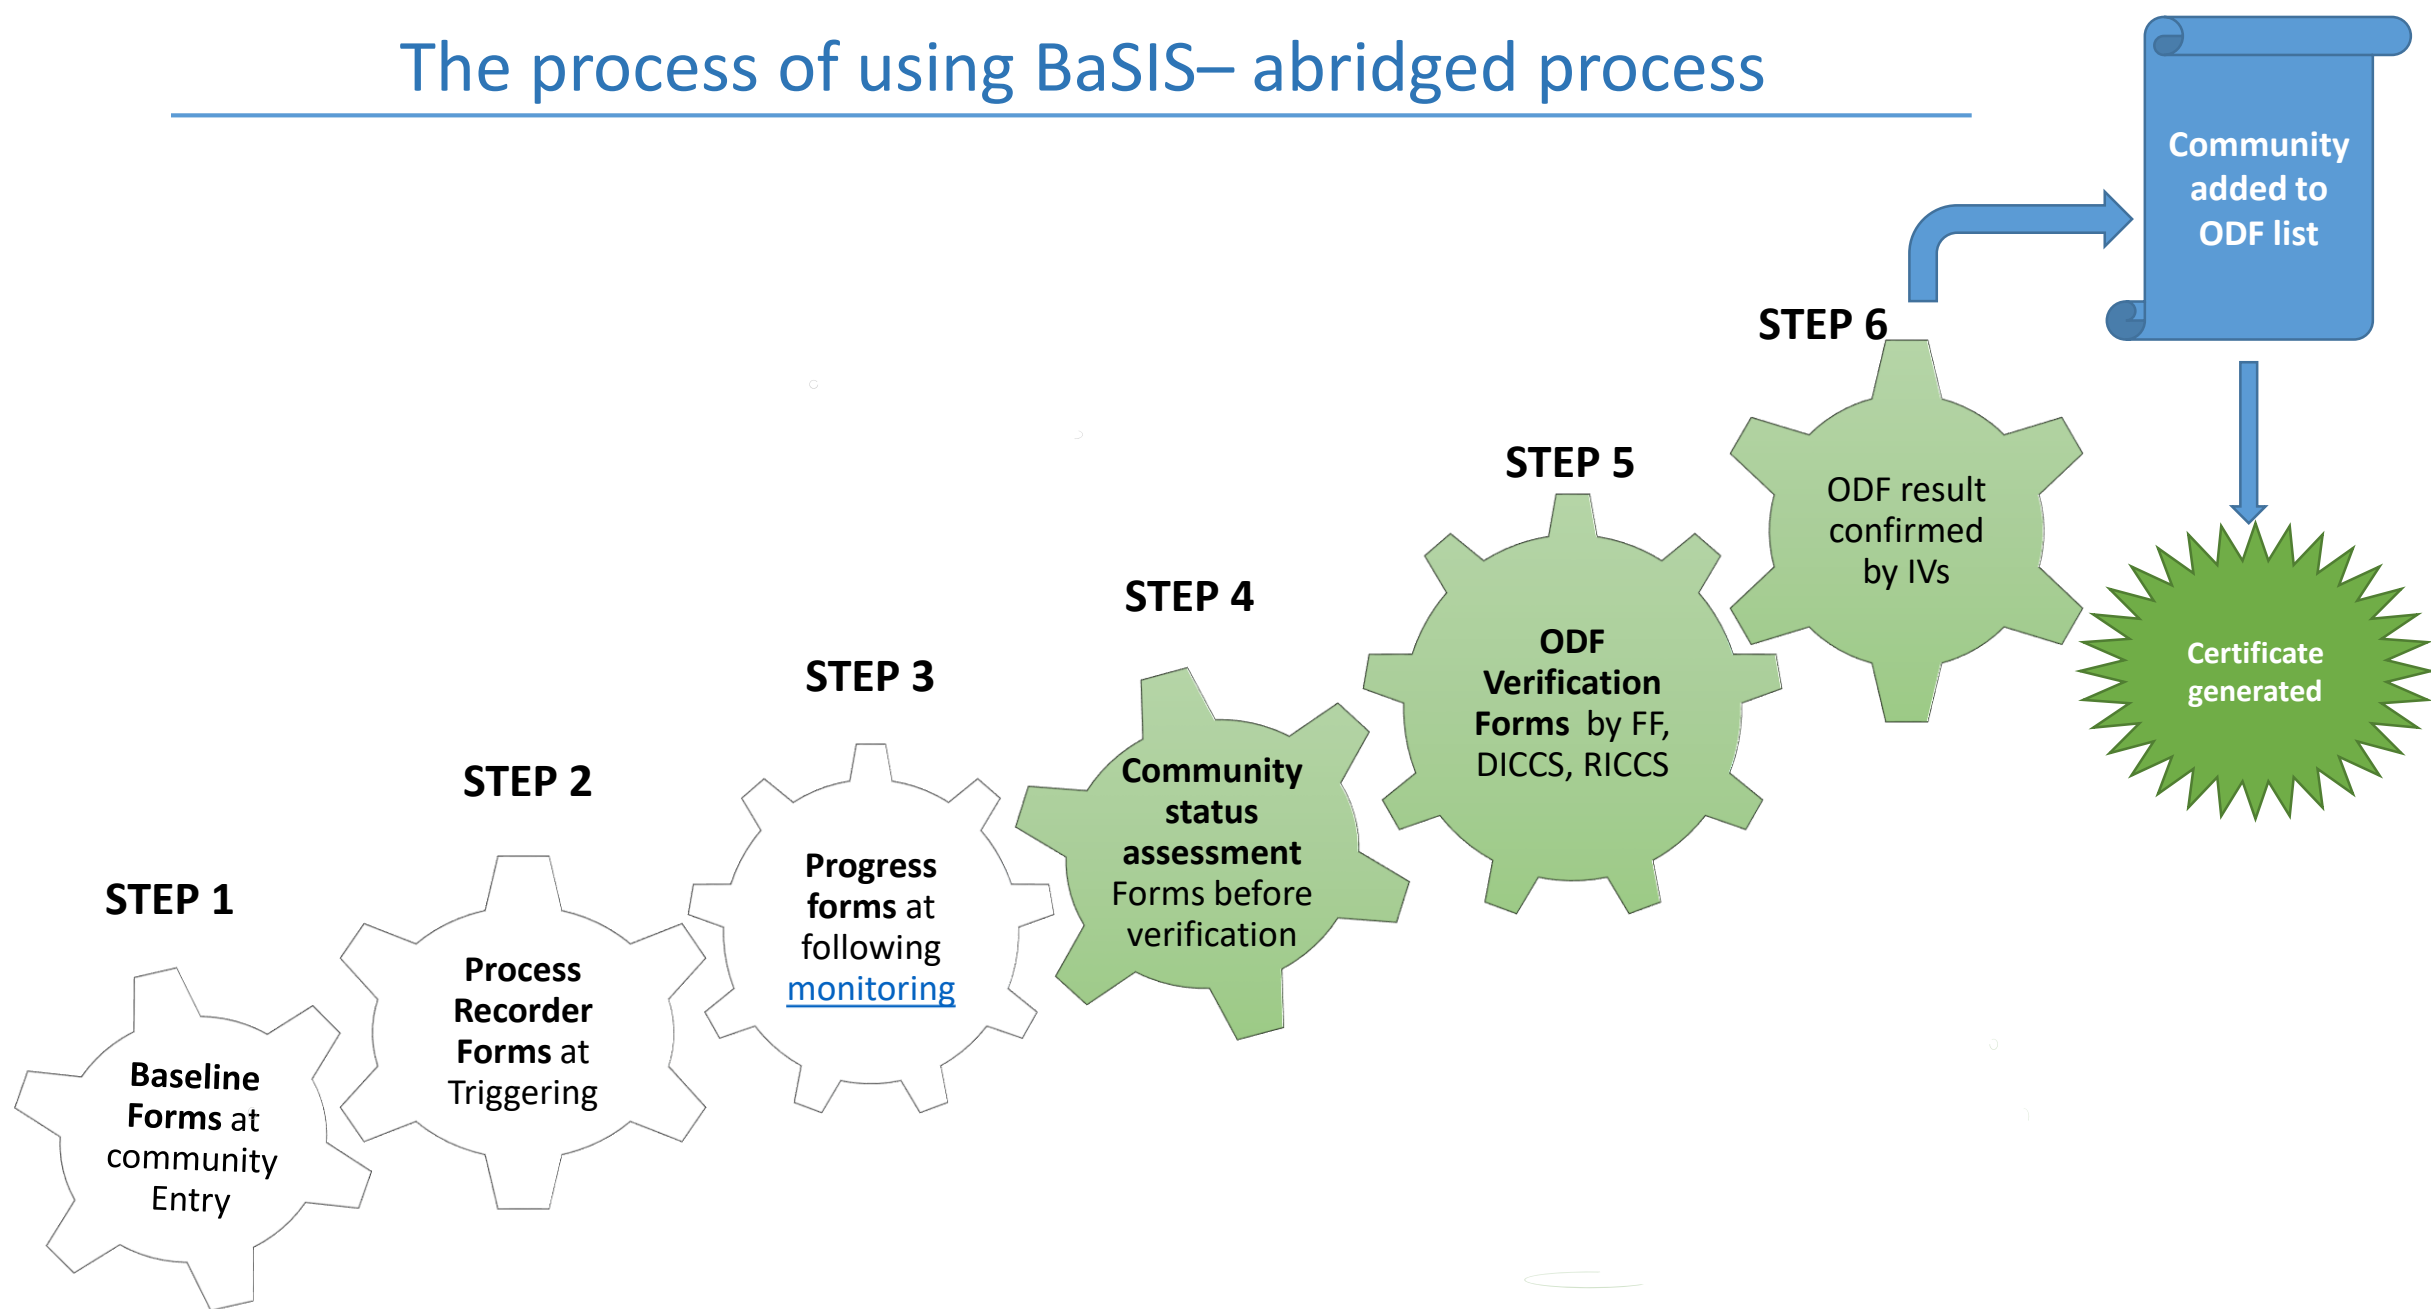 The process of using BaSIS– abridged process
STEP 1
Baseline
Forms at
community
Entry
STEP 2
Process
Recorder
Forms at
Triggering
STEP 3
Progress
forms at
following
monitoring
STEP 4
Community
status
assessment
Forms before
verification
STEP 5
ODF
Verification
Forms by FF,
DICCS, RICCS
STEP 6
ODF result
confirmed
by IVs
Community
added to
ODF list
Certificate
generated